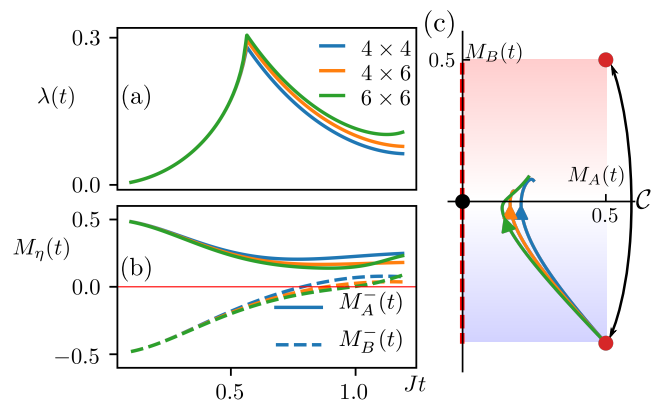 0.3
λ(t)
0.0
(a)
4 × 4
4 × 6
6 × 6
0.5
M_η(t)
0.0
−0.5
(b)
M_A^−(t)
M_B^−(t)
0.5
1.0
Jt
(c)
M_B(t)
0.5
M_A(t)
0.5
𝒞